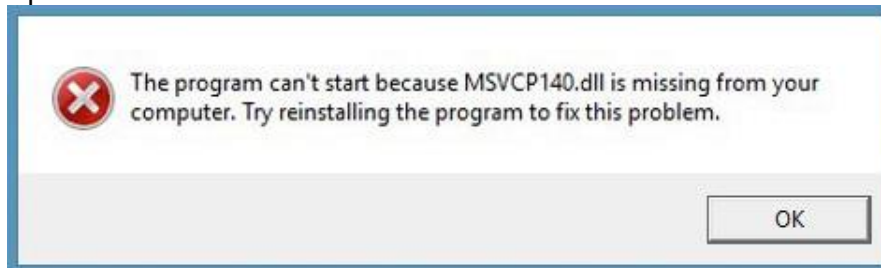 The program can't start because MSVCP140.dll is missing from your
computer. Try reinstalling the program to fix this problem.
OK